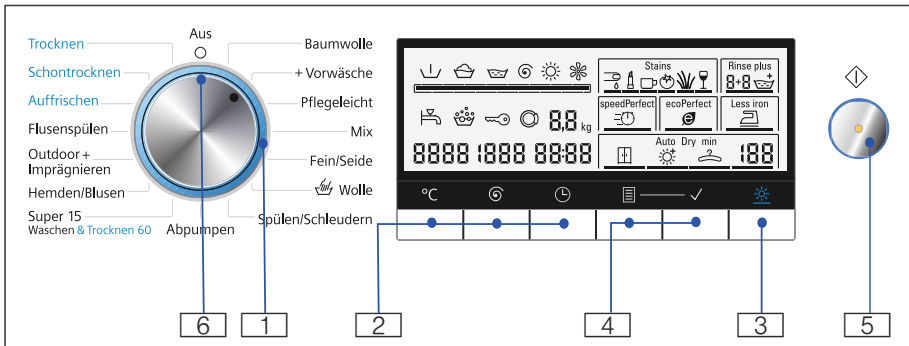 Aus
Trocknen
Schontrocknen
Auffrischen
Flusenspülen
Outdoor+
Imprägnieren
Hemden/Blusen
Super 15
Waschen & Trocknen 60
Abpumpen
Baumwolle
+ Vorwäsche
Pflegeleicht
Mix
Fein/Seide
Wolle
Spülen/Schleudern
Stains
Rinse plus
8+8
speedPerfect
ecoPerfect
Less iron
8,8 kg
8888 1888 88:88
Auto Dry min
188
°C
6
1
2
4
3
5